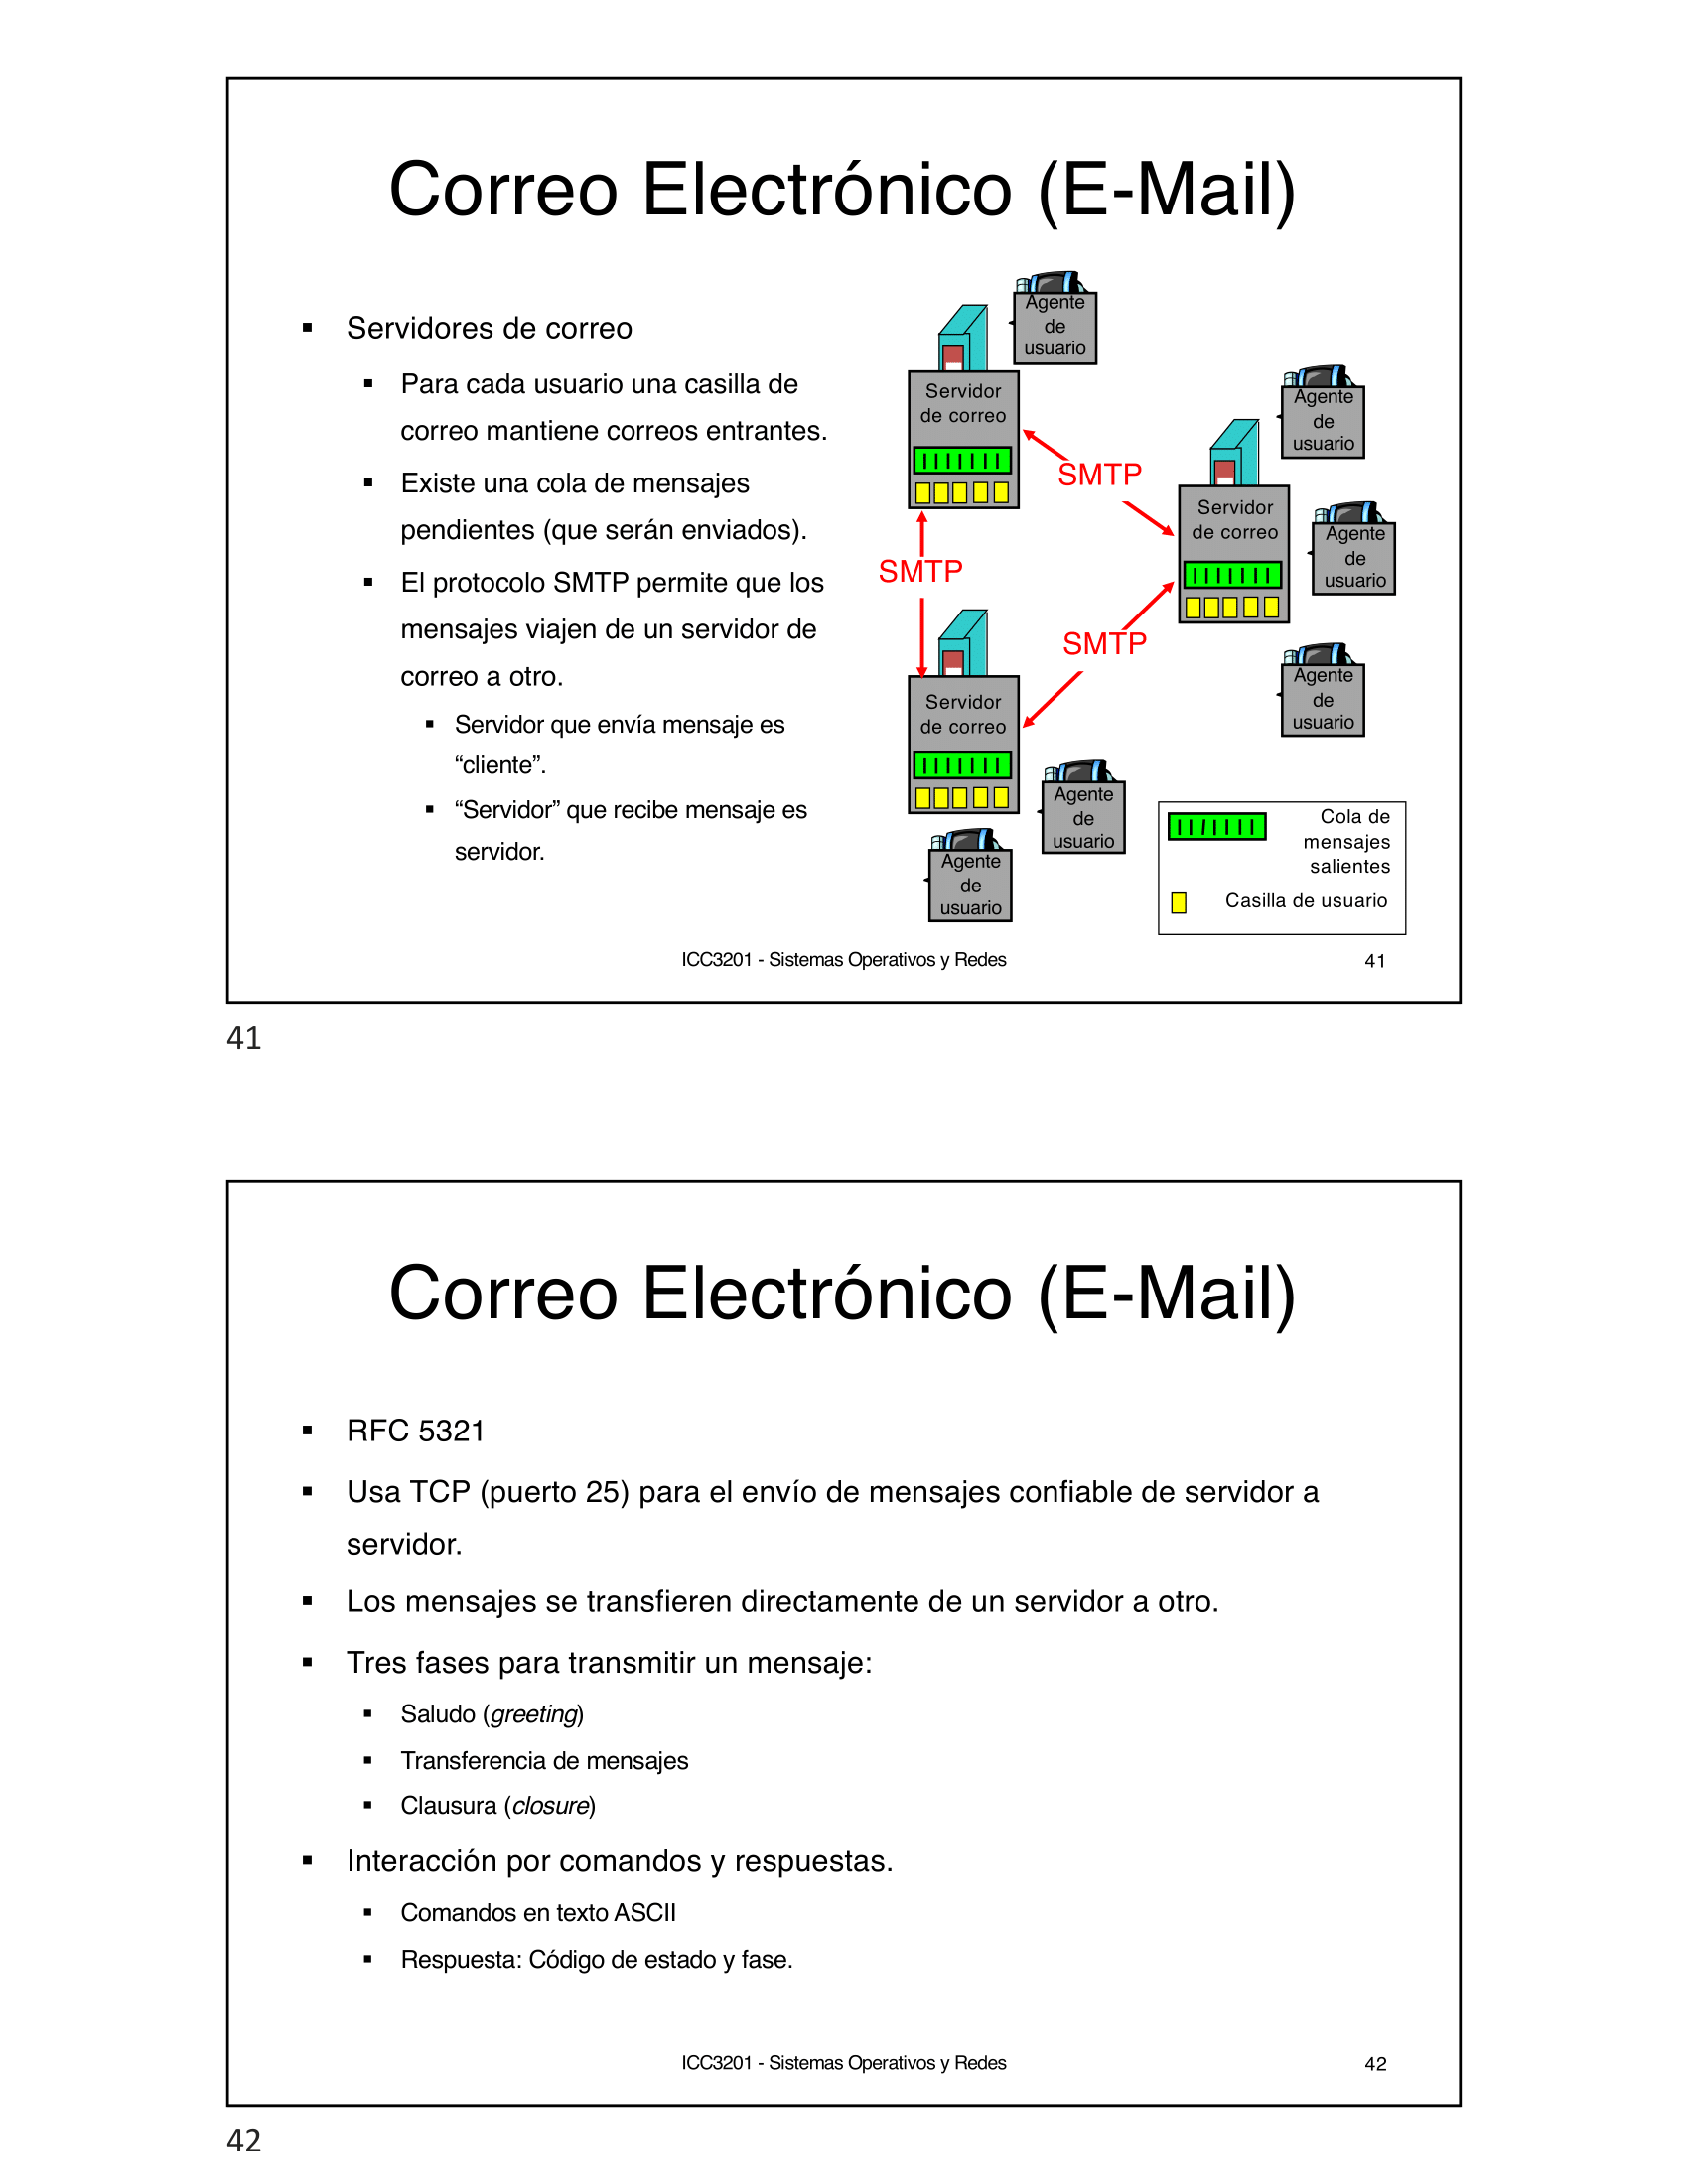 Correo Electrónico (E-Mail)
▪ Servidores de correo
▪ Para cada usuario una casilla de
correo mantiene correos entrantes.
▪ Existe una cola de mensajes
pendientes (que serán enviados).
▪ El protocolo SMTP permite que los
mensajes viajen de un servidor de
correo a otro.
▪ Servidor que envía mensaje es
“cliente”.
▪ “Servidor” que recibe mensaje es
servidor.
Agente
de
usuario
Servidor
de correo
SMTP
Agente
de
usuario
Servidor
de correo
Agente
de
usuario
SMTP
SMTP
Agente
de
usuario
Servidor
de correo
Agente
de
usuario
Agente
de
usuario
Cola de
mensajes
salientes
Casilla de usuario
ICC3201 - Sistemas Operativos y Redes
41
41
Correo Electrónico (E-Mail)
▪ RFC 5321
▪ Usa TCP (puerto 25) para el envío de mensajes confiable de servidor a
servidor.
▪ Los mensajes se transfieren directamente de un servidor a otro.
▪ Tres fases para transmitir un mensaje:
▪ Saludo (greeting)
▪ Transferencia de mensajes
▪ Clausura (closure)
▪ Interacción por comandos y respuestas.
▪ Comandos en texto ASCII
▪ Respuesta: Código de estado y fase.
ICC3201 - Sistemas Operativos y Redes
42
42